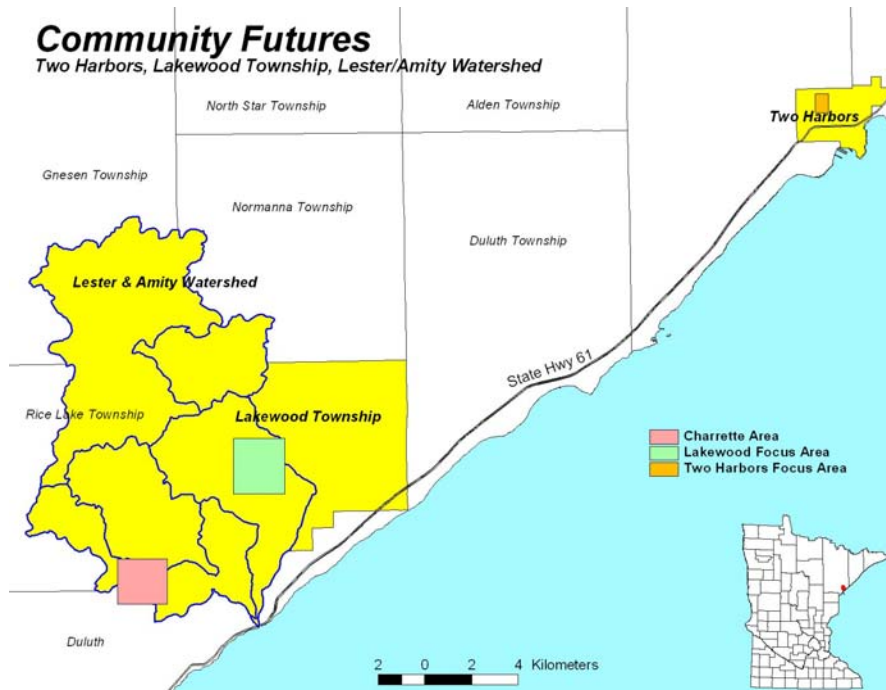 Community Futures
Two Harbors, Lakewood Township, Lester/Amity Watershed
North Star Township
Alden Township
Two Harbors
Gnesen Township
Normanna Township
Duluth Township
Lester & Amity Watershed
State Hwy 61
Rice Lake Township
Lakewood Township
Charrette Area
Lakewood Focus Area
Two Harbors Focus Area
Duluth
2 0 2 4 Kilometers